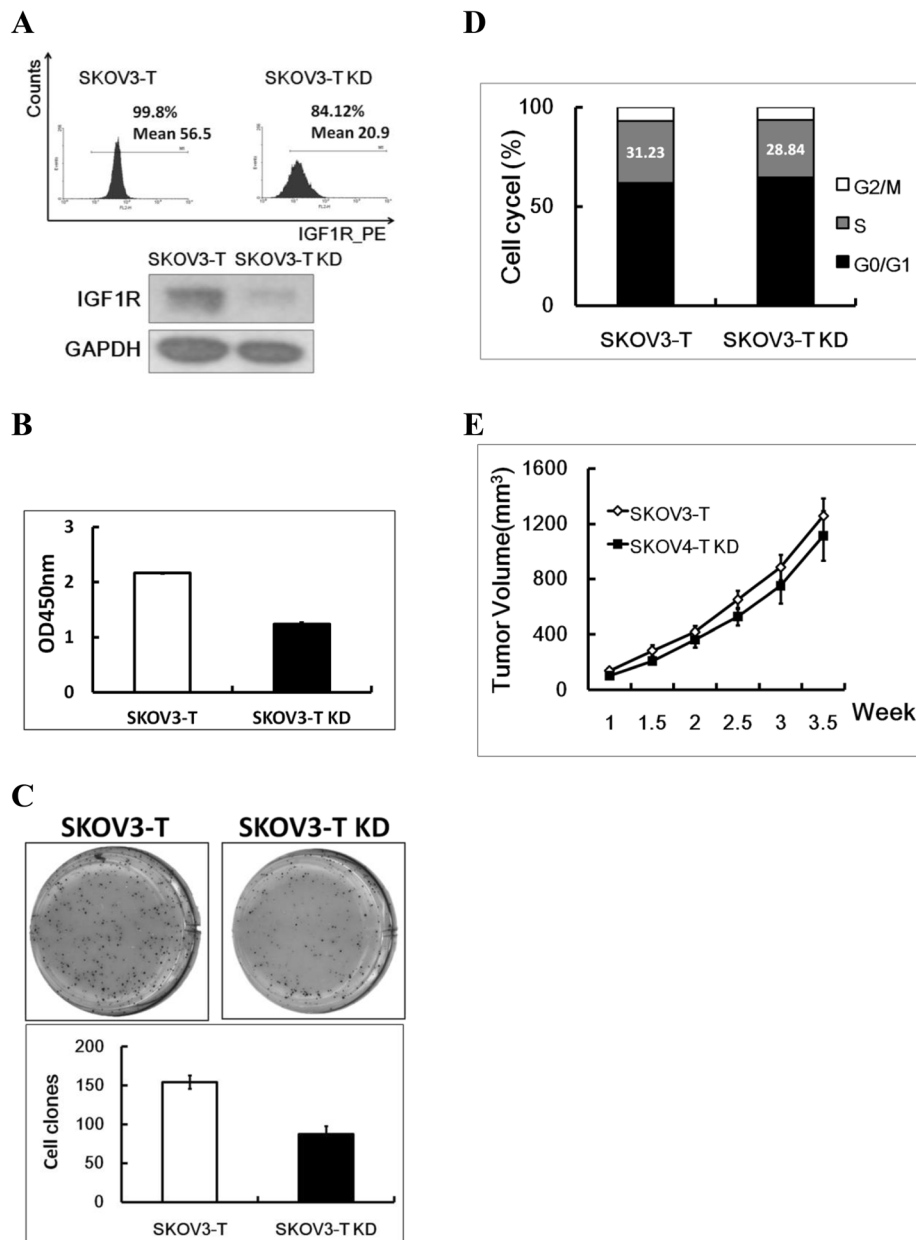 A
Counts
SKOV3-T
99.8%
Mean 56.5
SKOV3-T KD
84.12%
Mean 20.9
IGF1R_PE
SKOV3-T SKOV3-T KD
IGF1R
GAPDH
B
OD450nm
3
2
1
0
SKOV3-T SKOV3-T KD
C
SKOV3-T SKOV3-T KD
Cell clones
200
150
100
50
0
SKOV3-T SKOV3-T KD
D
Cell cycel (%)
100
50
0
31.23
28.84
G2/M
S
G0/G1
SKOV3-T SKOV3-T KD
E
Tumor Volume(mm³)
1600
1200
800
400
0
SKOV3-T
SKOV4-T KD
1 1.5 2 2.5 3 3.5 Week